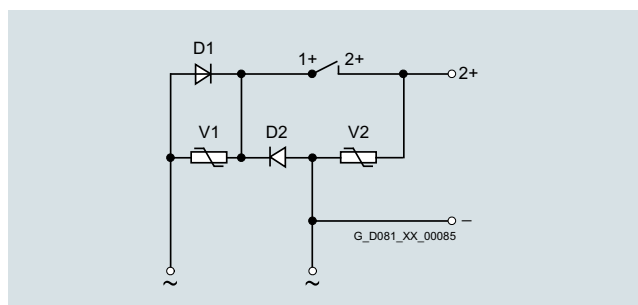 D1
1+ 2+
2+
V1 D2 V2
–
G_D081_XX_00085
~ ~